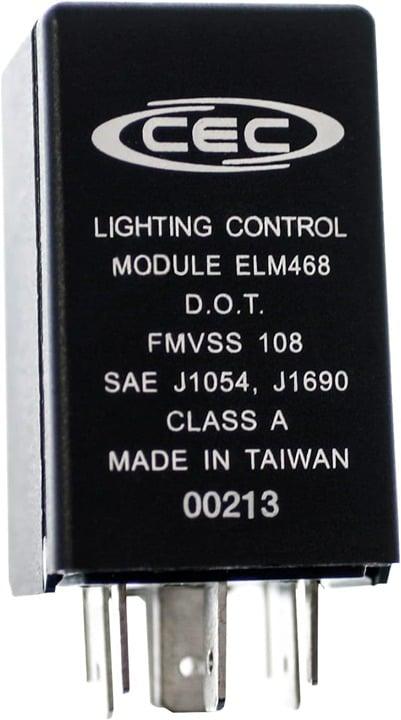 CEC
LIGHTING CONTROL
MODULE ELM468
D.O.T.
FMVSS 108
SAE J1054, J1690
CLASS A
MADE IN TAIWAN
00213